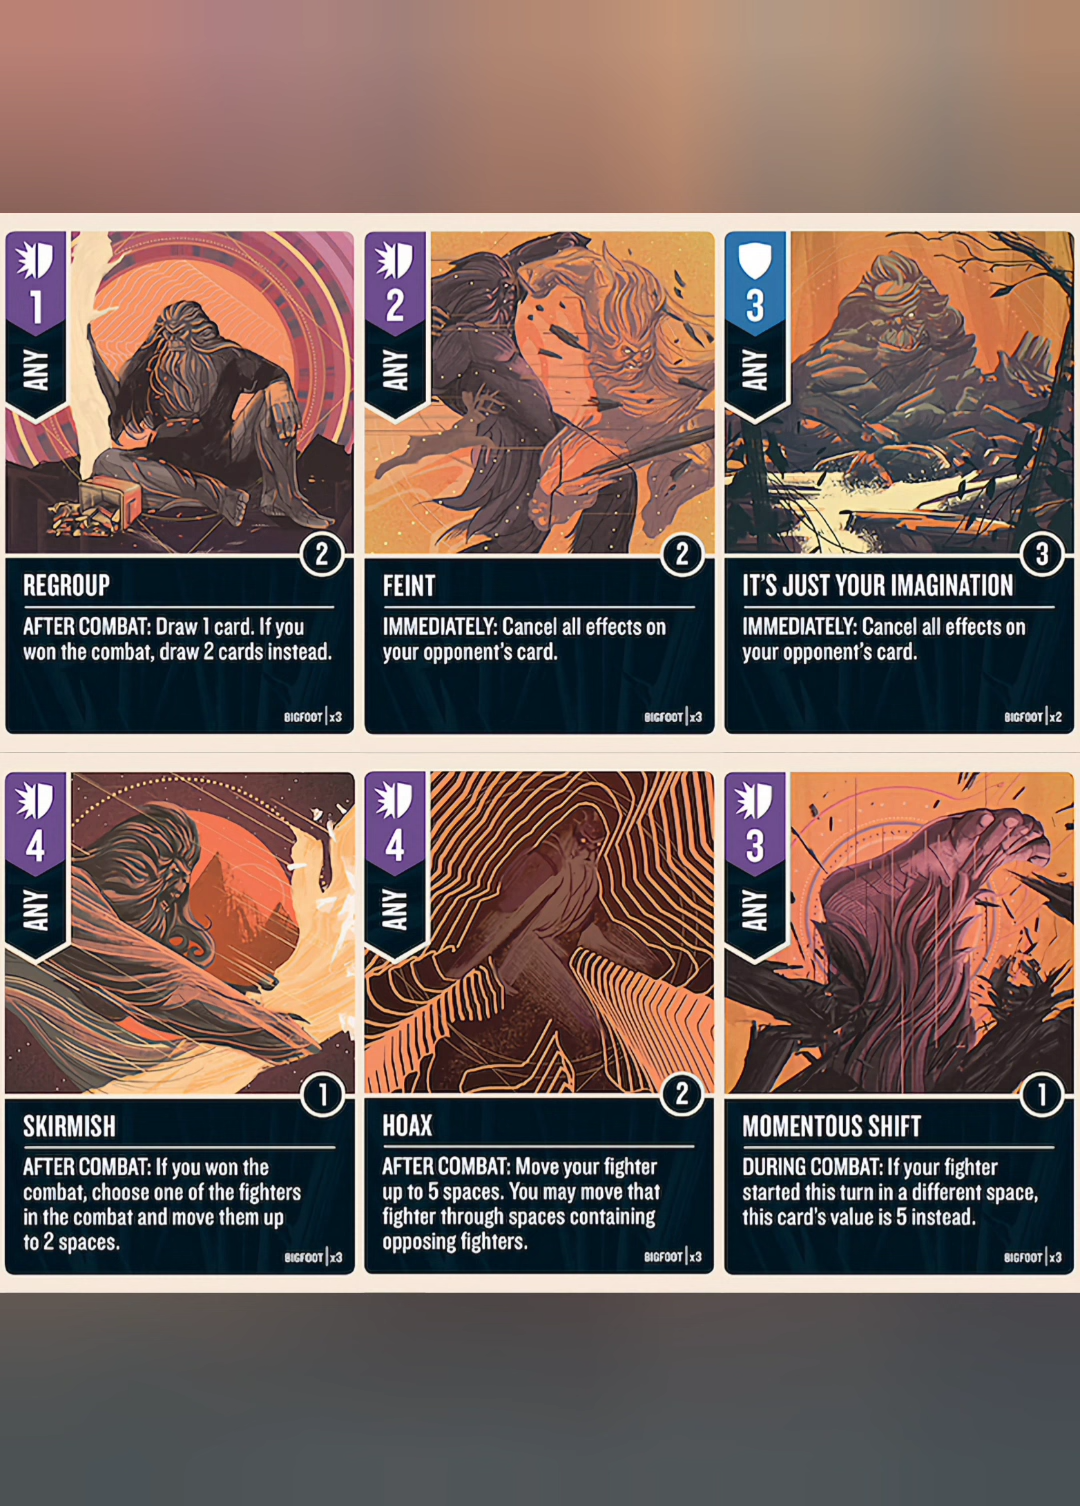 1
ANY
2
REGROUP
AFTER COMBAT: Draw 1 card. If you
won the combat, draw 2 cards instead.
BIGFOOT | x3
2
ANY
2
FEINT
IMMEDIATELY: Cancel all effects on
your opponent's card.
BIGFOOT | x3
3
ANY
3
IT'S JUST YOUR IMAGINATION
IMMEDIATELY: Cancel all effects on
your opponent's card.
BIGFOOT | x2
4
ANY
1
SKIRMISH
AFTER COMBAT: If you won the
combat, choose one of the fighters
in the combat and move them up
to 2 spaces.
BIGFOOT | x3
4
ANY
2
HOAX
AFTER COMBAT: Move your fighter
up to 5 spaces. You may move that
fighter through spaces containing
opposing fighters.
BIGFOOT | x3
3
ANY
1
MOMENTOUS SHIFT
DURING COMBAT: If your fighter
started this turn in a different space,
this card's value is 5 instead.
BIGFOOT | x3